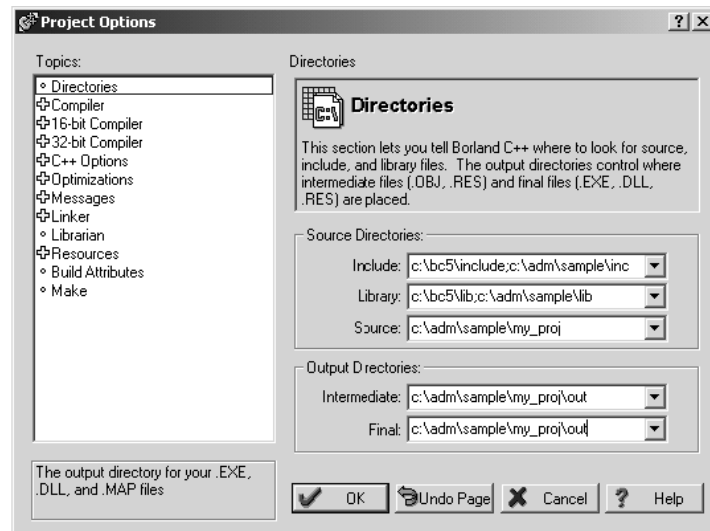 Project Options
Topics:
Directories
Compiler
16-bit Compiler
32-bit Compiler
C++ Options
Optimizations
Messages
Linker
Librarian
Resources
Build Attributes
Make
The output directory for your .EXE,
.DLL, and .MAP files
Directories
C:\
Directories
This section lets you tell Borland C++ where to look for source,
include, and library files. The output directories control where
intermediate files (.OBJ, .RES) and final files (.EXE, .DLL,
.RES) are placed.
Source Directories:
Include: c:\bc5\include;c:\adm\sample\inc
Library: c:\bc5\lib;c:\adm\sample\lib
Source: c:\adm\sample\my_proj
Output Directories:
Intermediate: c:\adm\sample\my_proj\out
Final: c:\adm\sample\my_proj\out
OK Undo Page Cancel ? Help